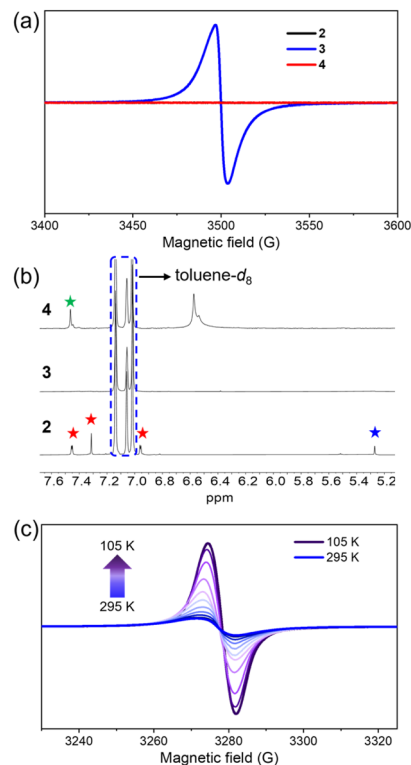 (a)
2
3
4
3400 3450 3500 3550 3600
Magnetic field (G)
(b)
toluene-d8
4
3
2
7.6 7.4 7.2 7.0 6.8 6.6 6.4 6.2 6.0 5.8 5.6 5.4 5.2
ppm
(c)
105 K
295 K
105 K
295 K
3240 3260 3280 3300 3320
Magnetic field (G)